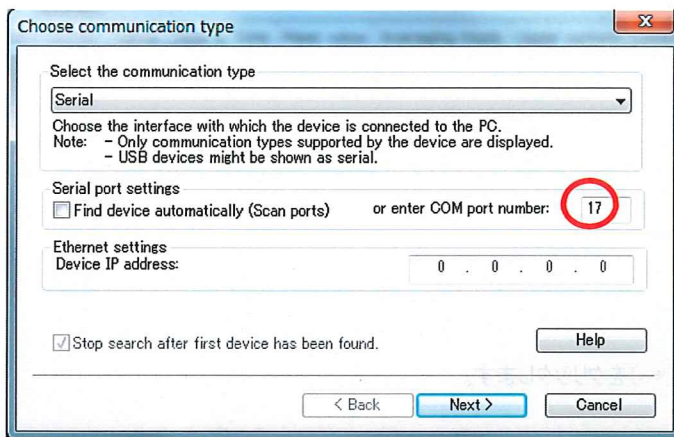 Choose communication type
Select the communication type
Serial
Choose the interface with which the device is connected to the PC.
Note: - Only communication types supported by the device are displayed.
- USB devices might be shown as serial.
Serial port settings
Find device automatically (Scan ports) or enter COM port number: 17
Ethernet settings
Device IP address: 0 . 0 . 0 . 0
Stop search after first device has been found. Help
< Back Next > Cancel